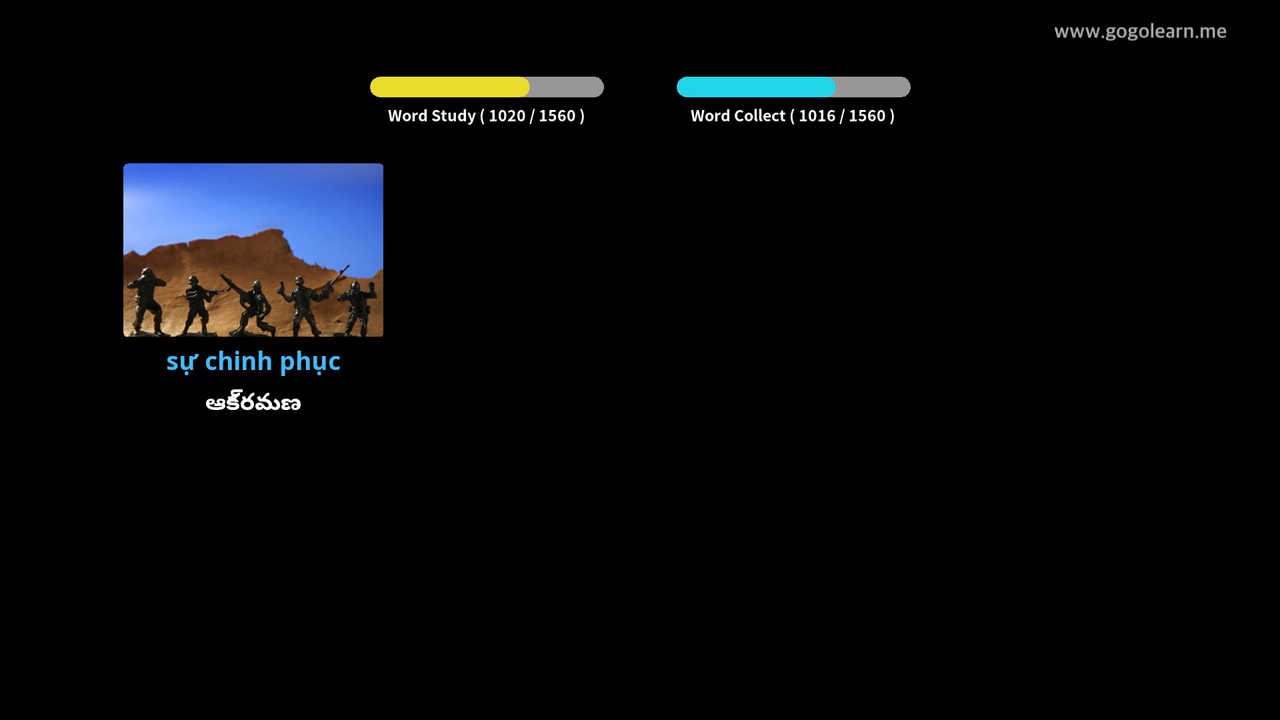 www.gogolearn.me
Word Study ( 1020 / 1560 )
Word Collect ( 1016 / 1560 )
sự chinh phục
ఆక్రమణ